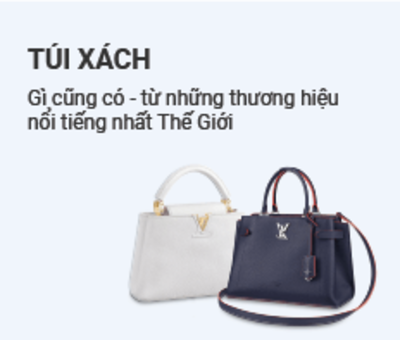 TÚI XÁCH
Gì cũng có - từ những thương hiệu
nổi tiếng nhất Thế Giới